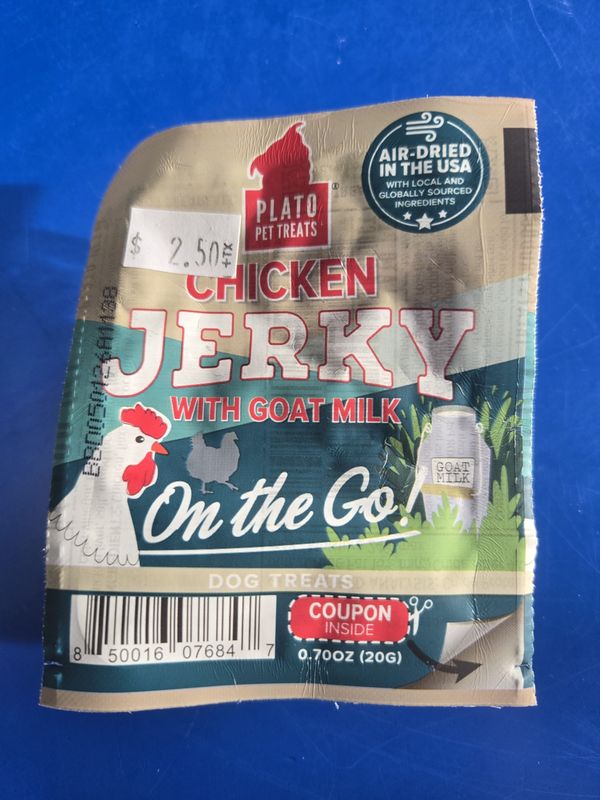 AIR-DRIED
IN THE USA
WITH LOCAL AND
GLOBALLY SOURCED
INGREDIENTS
PLATO®
PET TREATS
$ 2.50 +TX
CHICKEN
JERKY
WITH GOAT MILK
GOAT
MILK
On the Go!
DOG TREATS
COUPON
INSIDE
0.70OZ (20G)
8 50016 07684 7